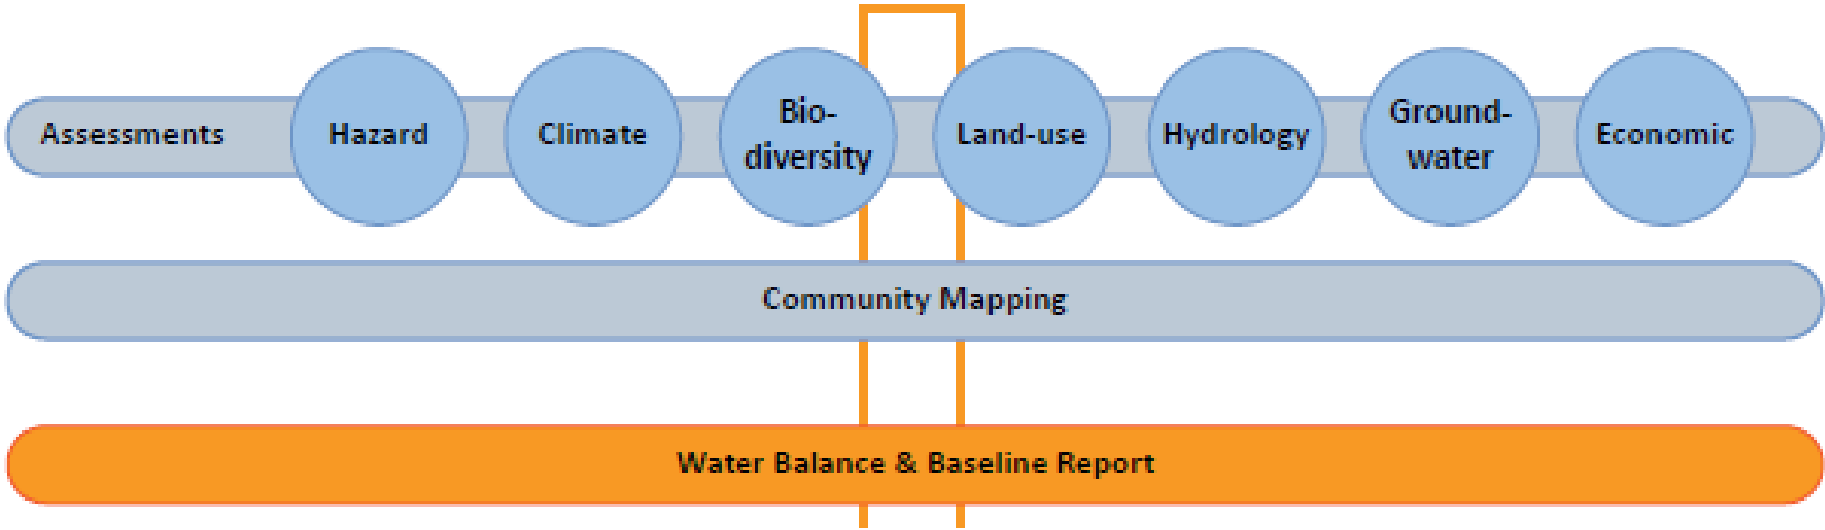 Assessments
Hazard
Climate
Bio-
diversity
Land-use
Hydrology
Ground-
water
Economic
Community Mapping
Water Balance & Baseline Report